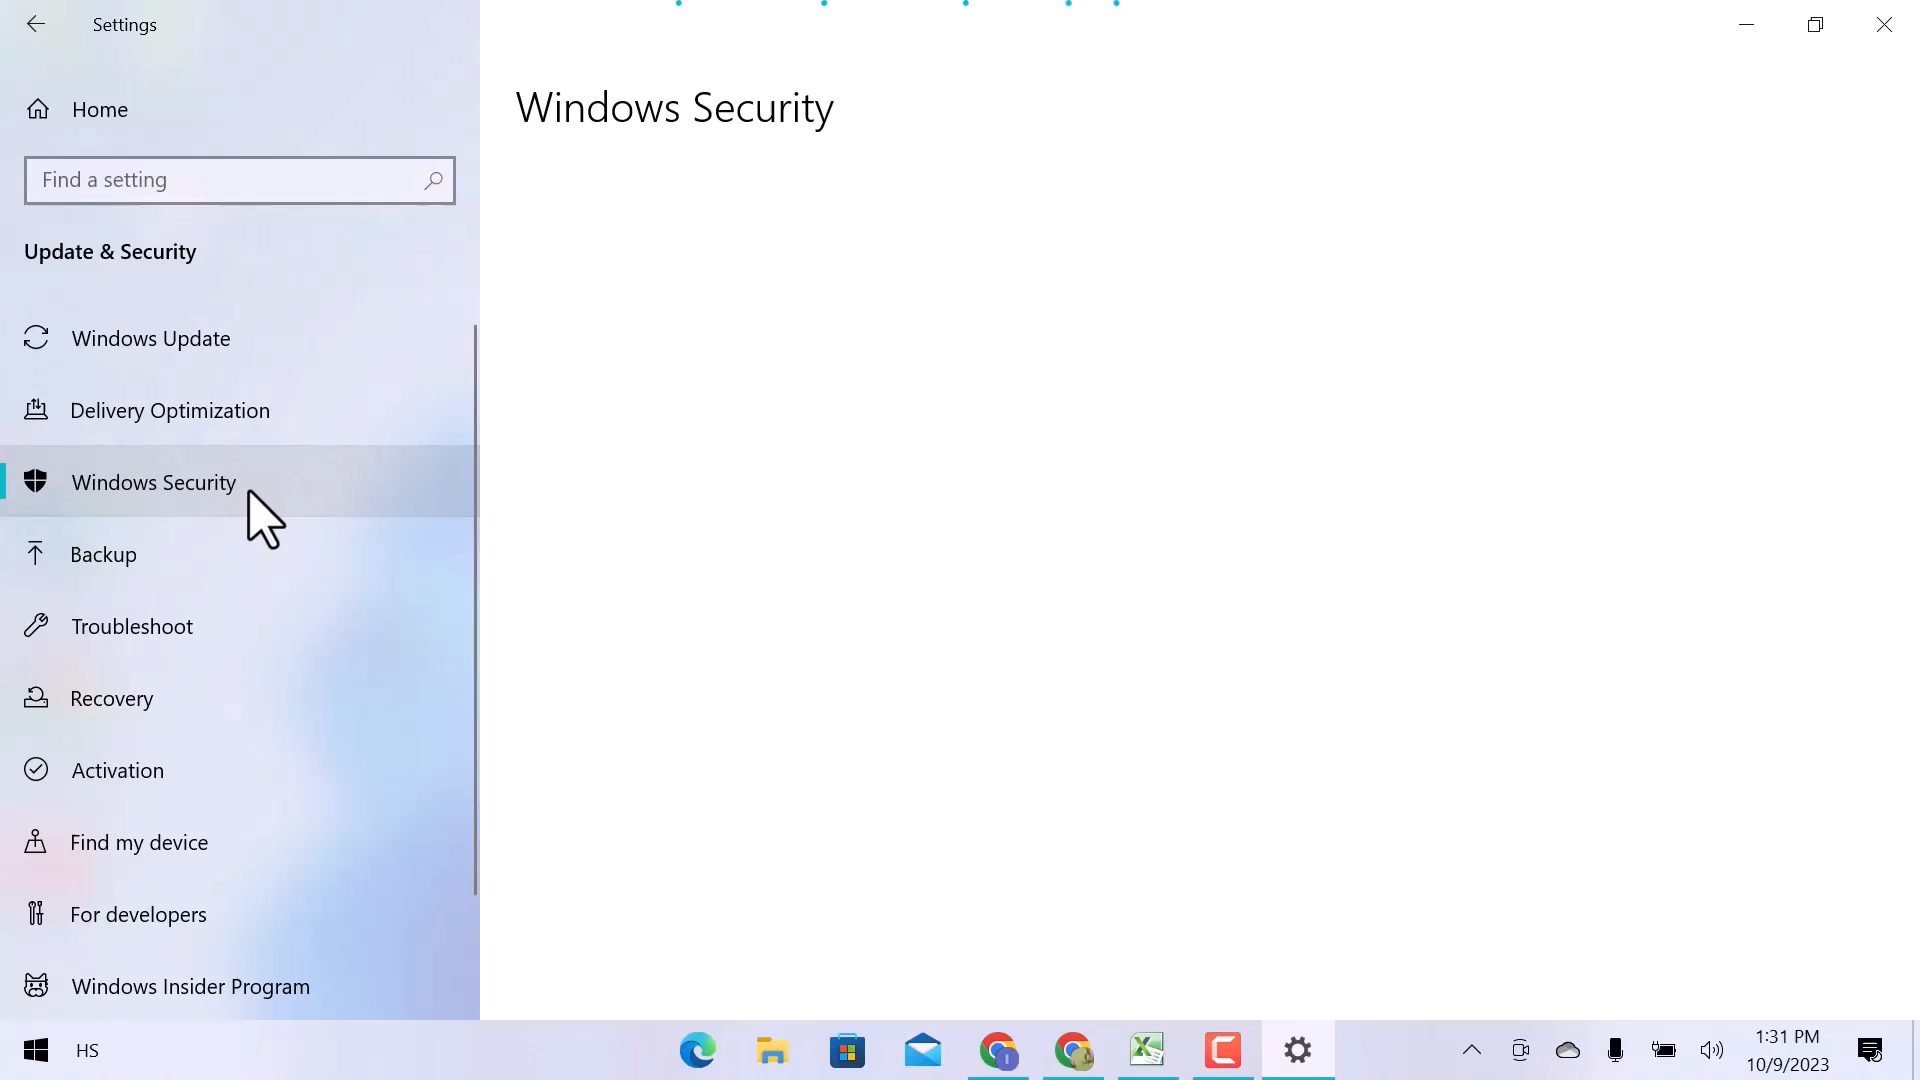 Settings
Home
Find a setting
Update & Security
Windows Update
Delivery Optimization
Windows Security
Backup
Troubleshoot
Recovery
Activation
Find my device
For developers
Windows Insider Program
Windows Security
HS
1:31 PM
10/9/2023